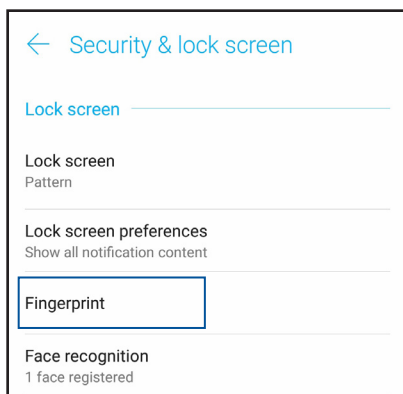 Security & lock screen
Lock screen
Lock screen
Pattern
Lock screen preferences
Show all notification content
Fingerprint
Face recognition
1 face registered